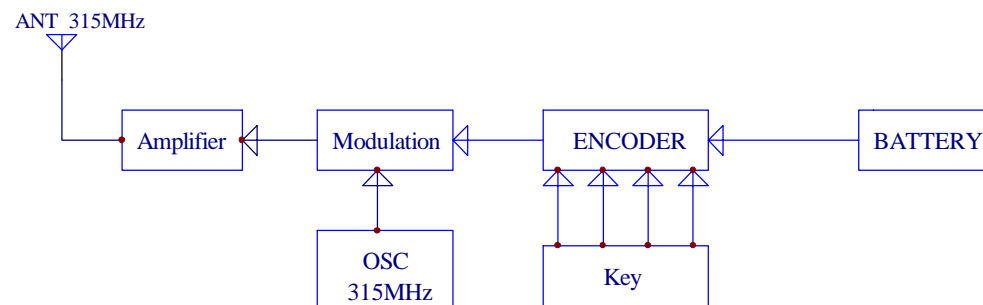 ANT 315MHz
Amplifier
Modulation
ENCODER
BATTERY
OSC
315MHz
Key